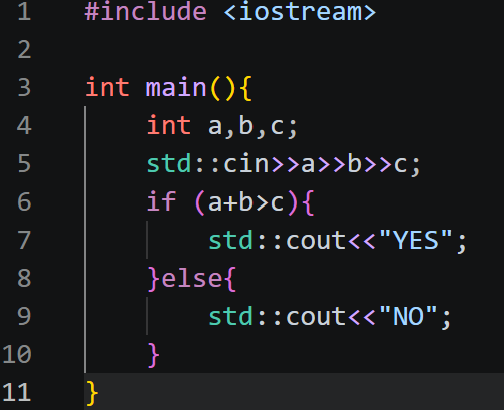 1 #include <iostream>
2
3 int main(){
4     int a,b,c;
5     std::cin>>a>>b>>c;
6     if (a+b>c){
7         std::cout<<"YES";
8     }else{
9         std::cout<<"NO";
10     }
11 }